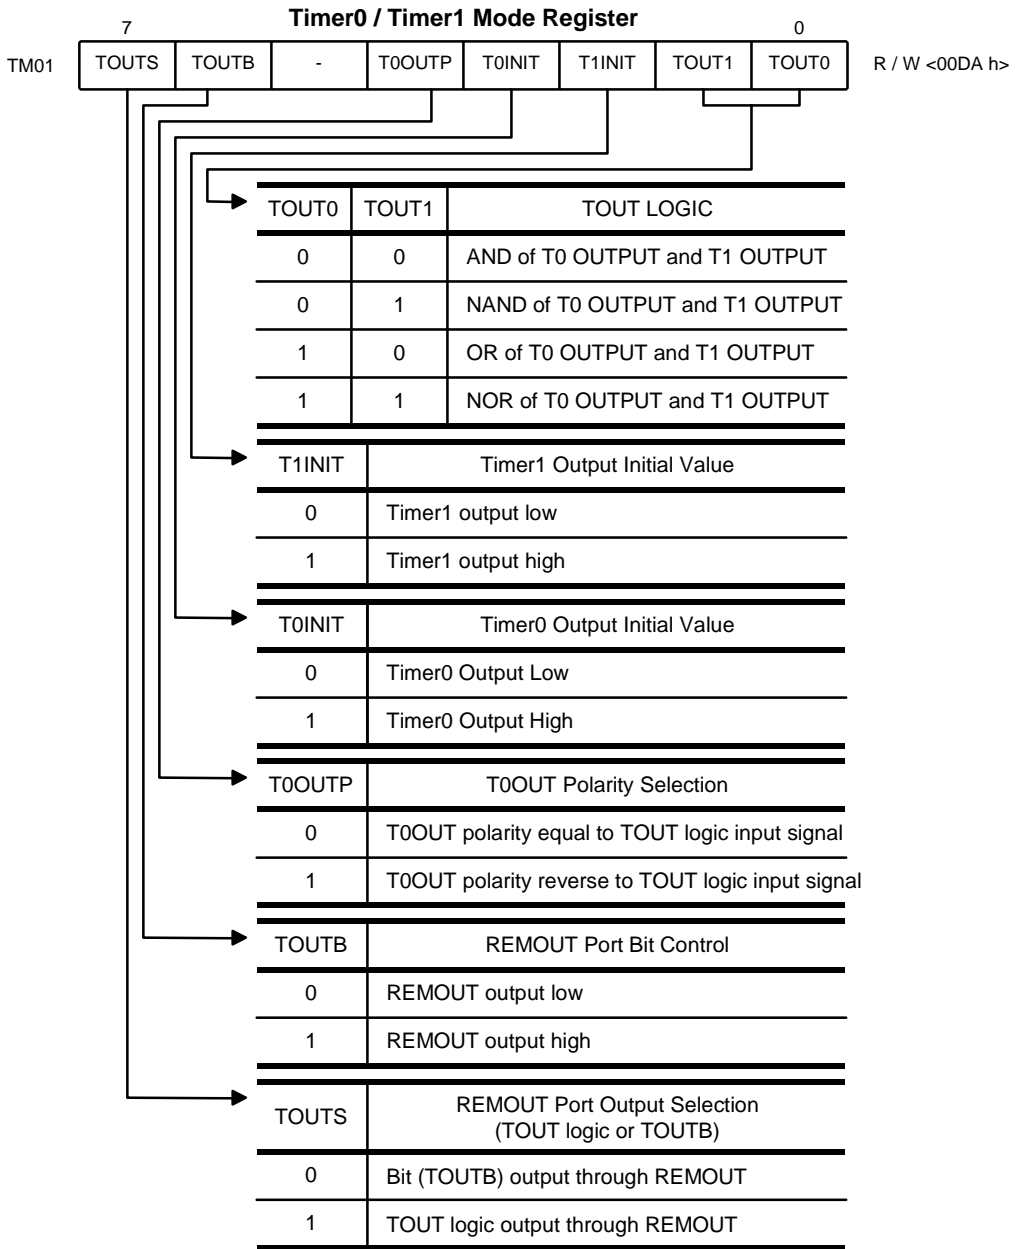 Timer0 / Timer1 Mode Register
7 0
TM01 TOUTS TOUTB - T0OUTP T0INIT T1INIT TOUT1 TOUT0 R / W <00DA h>
TOUT0 TOUT1 TOUT LOGIC
0 0 AND of T0 OUTPUT and T1 OUTPUT
0 1 NAND of T0 OUTPUT and T1 OUTPUT
1 0 OR of T0 OUTPUT and T1 OUTPUT
1 1 NOR of T0 OUTPUT and T1 OUTPUT
T1INIT Timer1 Output Initial Value
0 Timer1 output low
1 Timer1 output high
T0INIT Timer0 Output Initial Value
0 Timer0 Output Low
1 Timer0 Output High
T0OUTP T0OUT Polarity Selection
0 T0OUT polarity equal to TOUT logic input signal
1 T0OUT polarity reverse to TOUT logic input signal
TOUTB REMOUT Port Bit Control
0 REMOUT output low
1 REMOUT output high
TOUTS REMOUT Port Output Selection
(TOUT logic or TOUTB)
0 Bit (TOUTB) output through REMOUT
1 TOUT logic output through REMOUT